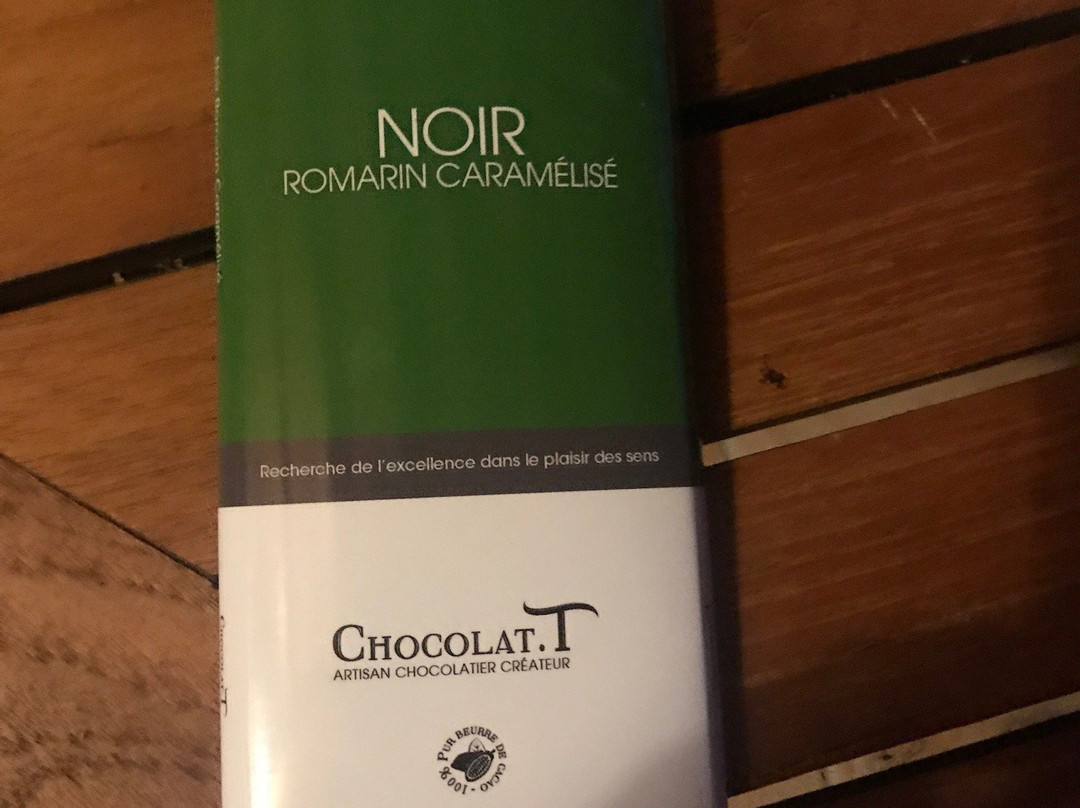 NOIR
ROMARIN CARAMÉLISÉ
Recherche de l'excellence dans le plaisir des sens
CHOCOLAT.T
ARTISAN CHOCOLATIER CRÉATEUR
100% PUR BEURRE DE CACAO -